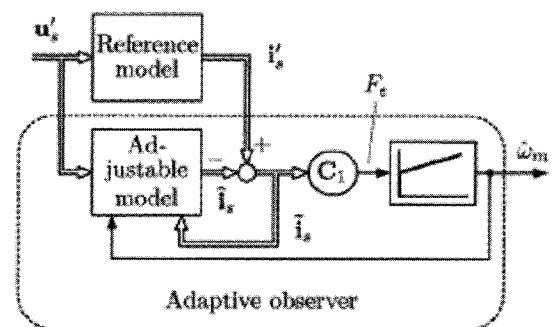 u′ₛ
Reference
model
i′ₛ
Fₑ
+
Ad-
justable
model
−
îₛ
C₁
ω̂ₘ
ĩₛ
Adaptive observer